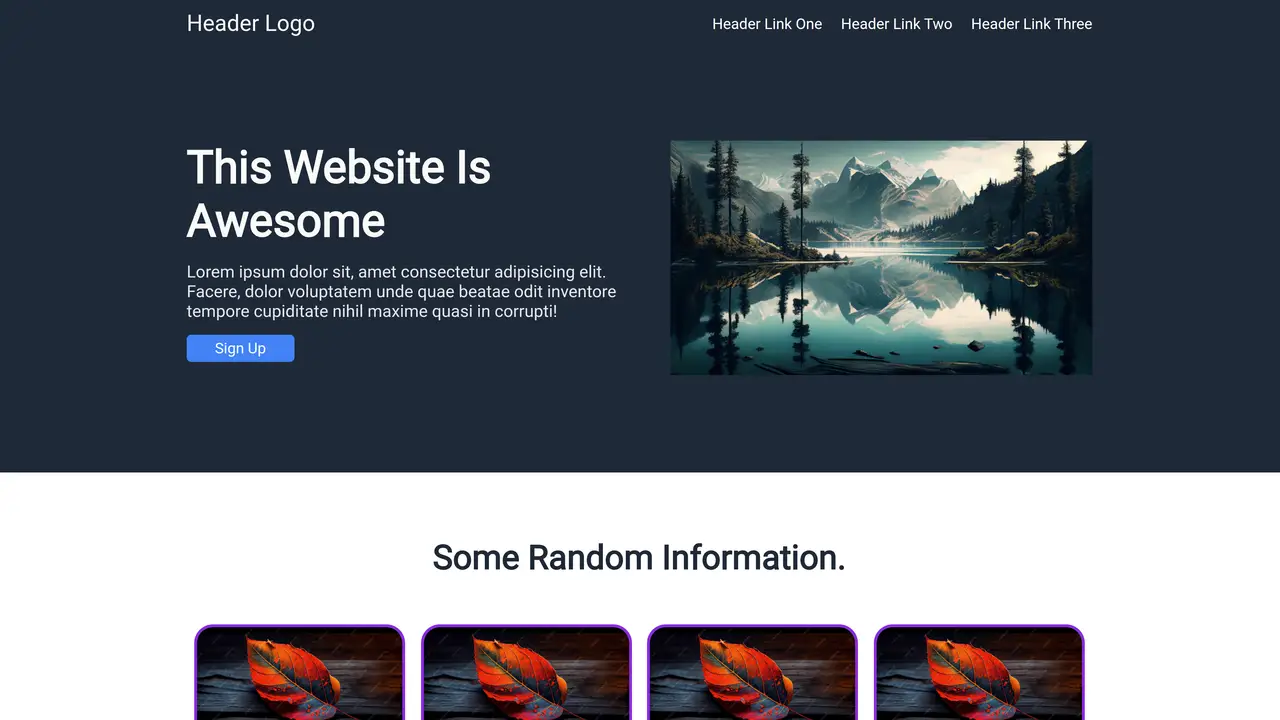 Header Logo
Header Link One
Header Link Two
Header Link Three
This Website Is
Awesome
Lorem ipsum dolor sit, amet consectetur adipisicing elit.
Facere, dolor voluptatem unde quae beatae odit inventore
tempore cupiditate nihil maxime quasi in corrupti!
Sign Up
Some Random Information.